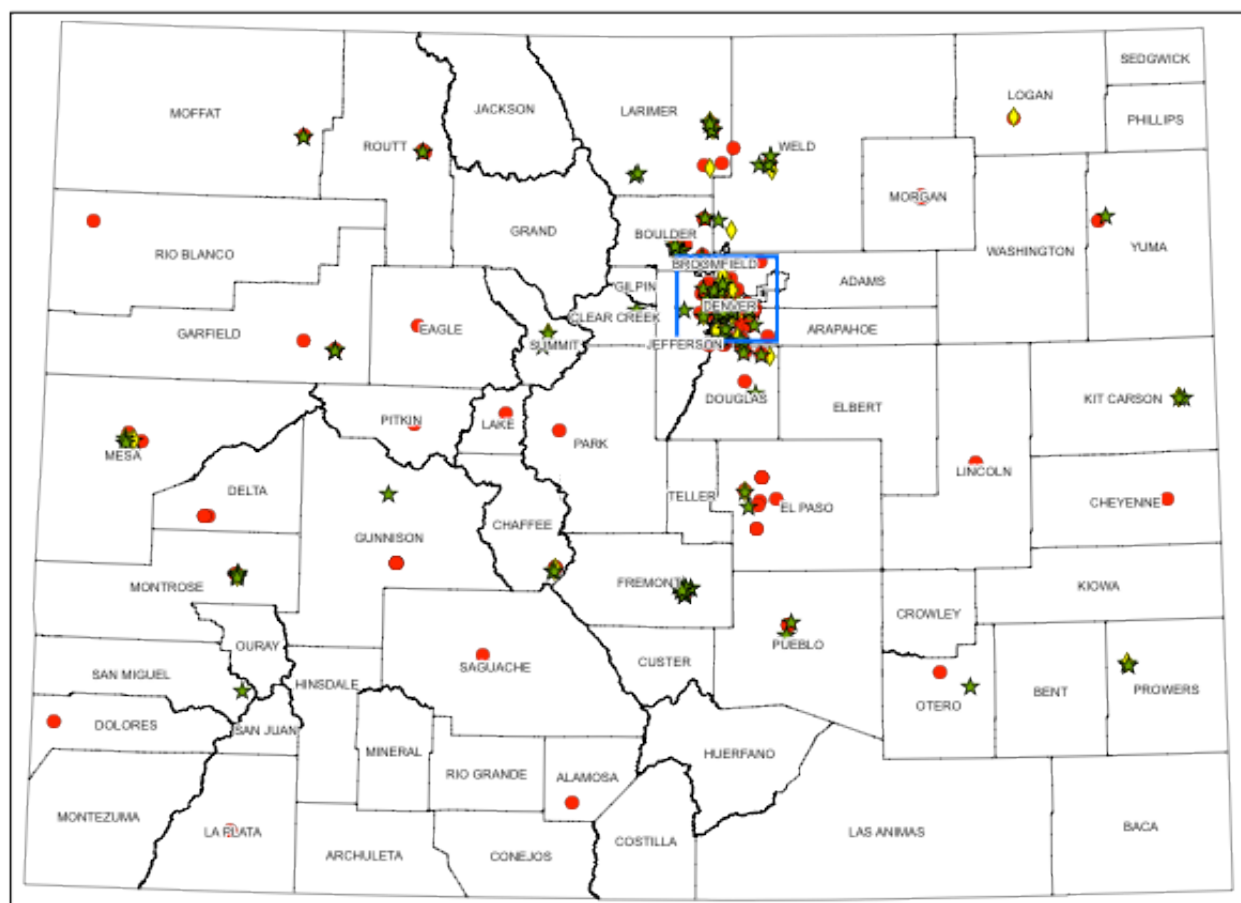 SEDGWICK
LOGAN
JACKSON
LARIMER
MOFFAT
PHILLIPS
ROUTT
WELD
MORGAN
GRAND
BOULDER
WASHINGTON
YUMA
RIO BLANCO
BROOMFIELD
GILPIN
ADAMS
DENVER
CLEAR CREEK
EAGLE
GARFIELD
ARAPAHOE
SUMMIT
JEFFERSON
DOUGLAS
KIT CARSON
ELBERT
PITKIN
LAKE
PARK
MESA
LINCOLN
DELTA
TELLER
CHEYENNE
EL PASO
CHAFFEE
GUNNISON
FREMONT
MONTROSE
KIOWA
CROWLEY
OURAY
PUEBLO
CUSTER
SAGUACHE
SAN MIGUEL
HINSDALE
BENT
PROWERS
OTERO
DOLORES
SAN JUAN
MINERAL
HUERFANO
RIO GRANDE
ALAMOSA
MONTEZUMA
LA PLATA
COSTILLA
LAS ANIMAS
BACA
ARCHULETA
CONEJOS